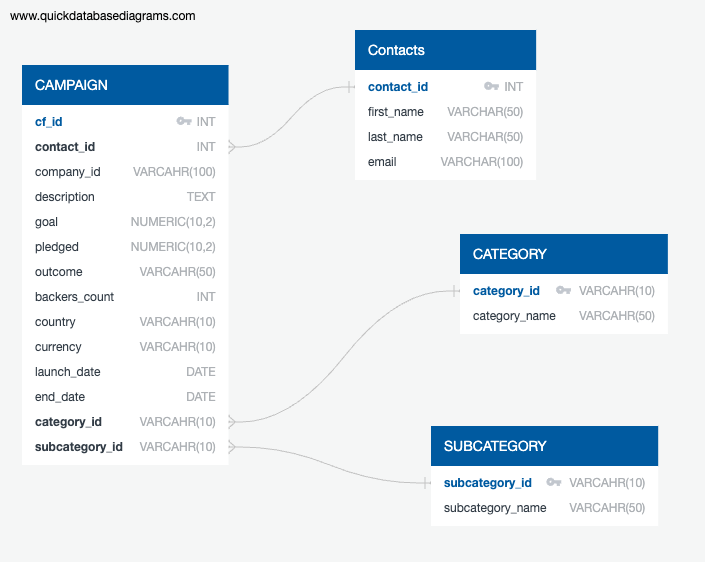 www.quickdatabasediagrams.com
CAMPAIGN
cf_id INT
contact_id INT
company_id VARCAHR(100)
description TEXT
goal NUMERIC(10,2)
pledged NUMERIC(10,2)
outcome VARCAHR(50)
backers_count INT
country VARCAHR(10)
currency VARCAHR(10)
launch_date DATE
end_date DATE
category_id VARCAHR(10)
subcategory_id VARCAHR(10)
Contacts
contact_id INT
first_name VARCHAR(50)
last_name VARCHAR(50)
email VARCHAR(100)
CATEGORY
category_id VARCAHR(10)
category_name VARCAHR(50)
SUBCATEGORY
subcategory_id VARCAHR(10)
subcategory_name VARCAHR(50)